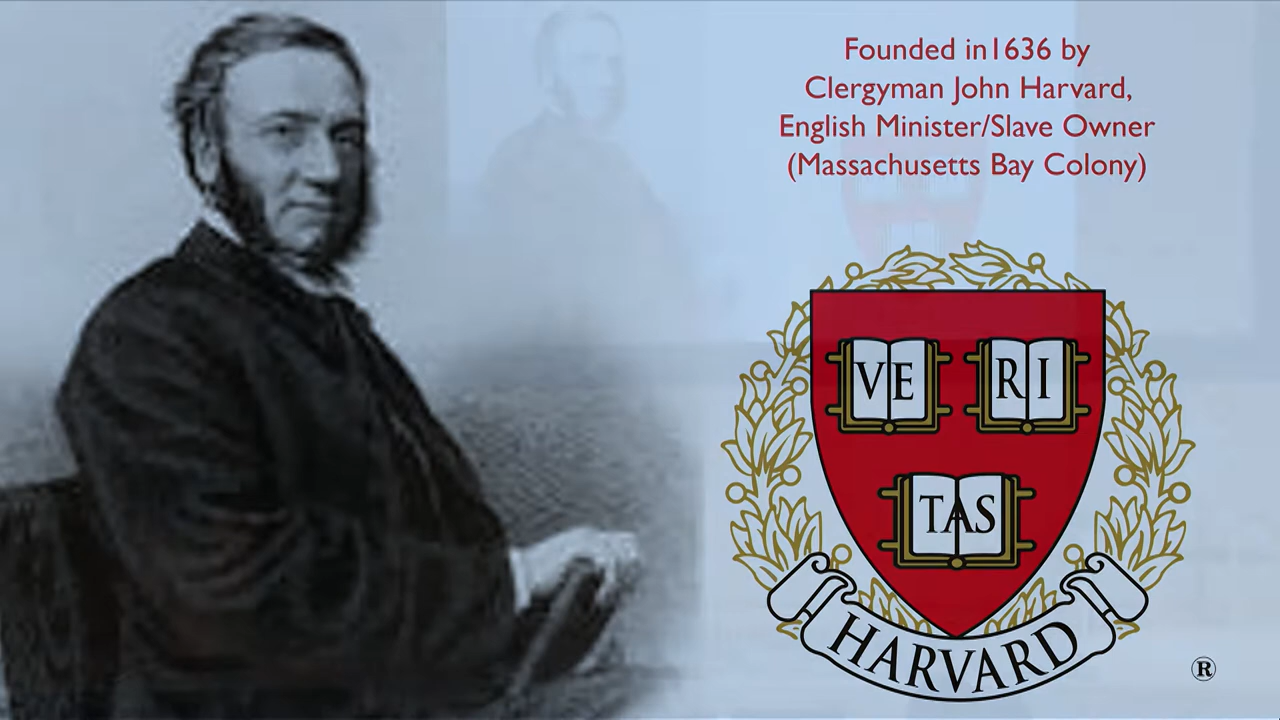 Founded in1636 by
Clergyman John Harvard,
English Minister/Slave Owner
(Massachusetts Bay Colony)
VE RI
TAS
HARVARD
®